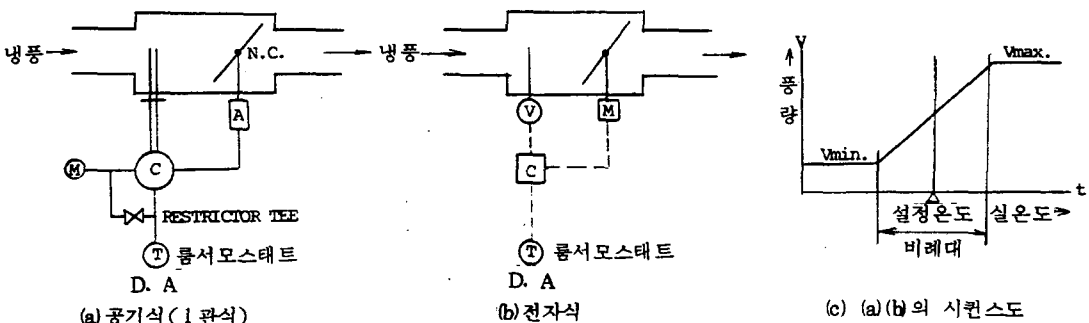 냉풍
N.C.
A
M
C
RESTRICTOR TEE
T 룸서모스태트
D. A
(a) 공기식(1관식)
냉풍
V
M
C
T 룸서모스태트
D. A
(b) 전자식
V
풍량
Vmax.
Vmin.
t
설정온도
실온도
비례대
(c) (a)(b)의 시퀀스도